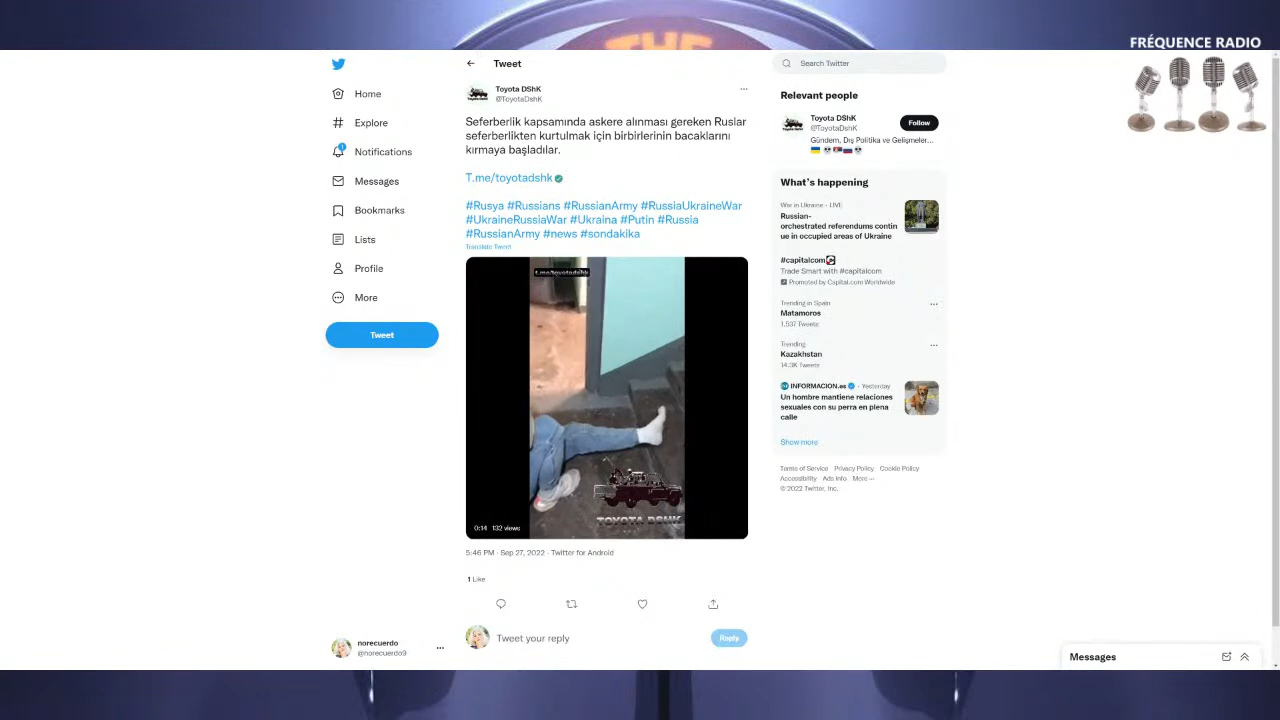 FRÉQUENCE RADIO
THE
Home
Explore
Notifications
Messages
Bookmarks
Lists
Profile
More
Tweet
norecuerdo
@norecuerdo9
Tweet
Toyota DShK
@ToyotaDshK
Seferberlik kapsamında askere alınması gereken Ruslar
seferberlikten kurtulmak için birbirlerinin bacaklarını
kırmaya başladılar.
T.me/toyotadshk
#Rusya #Russians #RussianArmy #RussiaUkraineWar
#UkraineRussiaWar #Ukraina #Putin #Russia
#RussianArmy #news #sondakika
Translate Tweet
t.me/toyotadshk
TOYOTA DSHK
0:14 132 views
5:46 PM · Sep 27, 2022 · Twitter for Android
1 Like
Tweet your reply
Reply
Search Twitter
Relevant people
Toyota DShK
@ToyotaDshK
Follow
Gündem, Dış Politika ve Gelişmeler...
What's happening
War in Ukraine · LIVE
Russian-
orchestrated referendums contin
ue in occupied areas of Ukraine
#capitalcom
Trade Smart with #capitalcom
Promoted by Capital.com Worldwide
Trending in Spain
Matamoros
1,537 Tweets
Trending
Kazakhstan
14.3K Tweets
INFORMACION.es · Yesterday
Un hombre mantiene relaciones
sexuales con su perra en plena
calle
Show more
Terms of Service Privacy Policy Cookie Policy
Accessibility Ads info More ···
© 2022 Twitter, Inc.
Messages